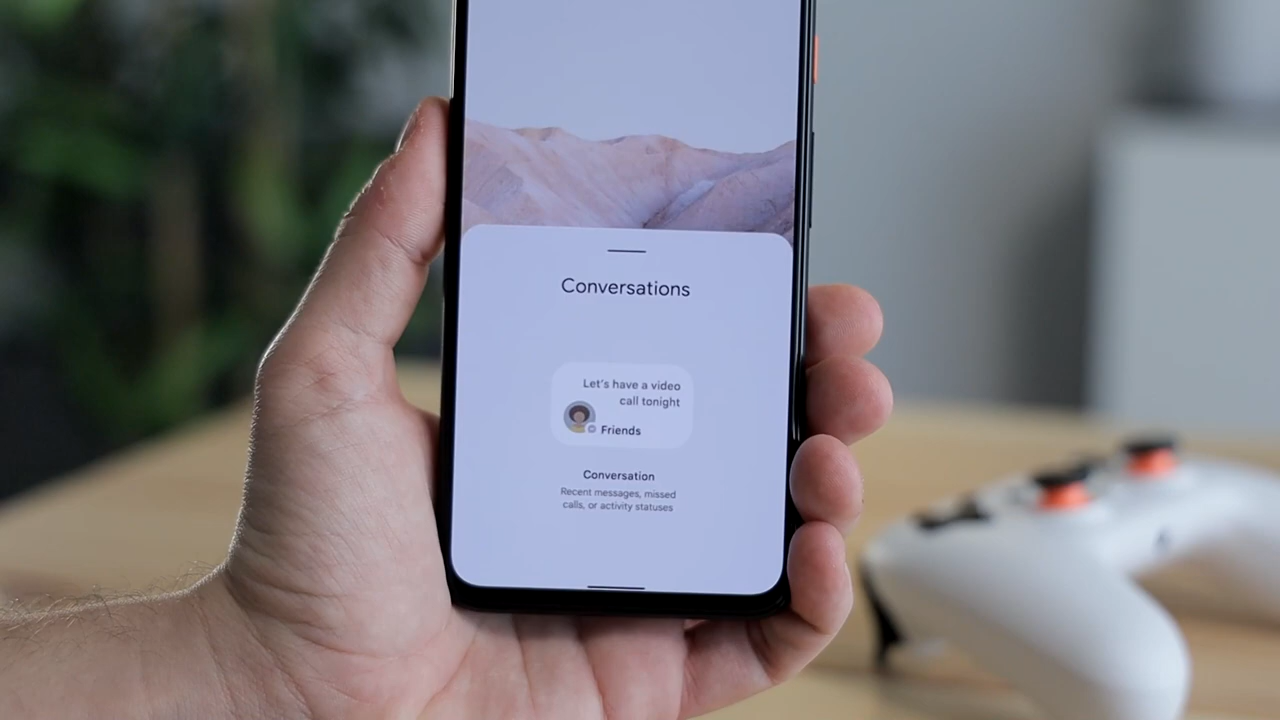 Conversations
Let's have a video
call tonight
Friends
Conversation
Recent messages, missed
calls, or activity statuses